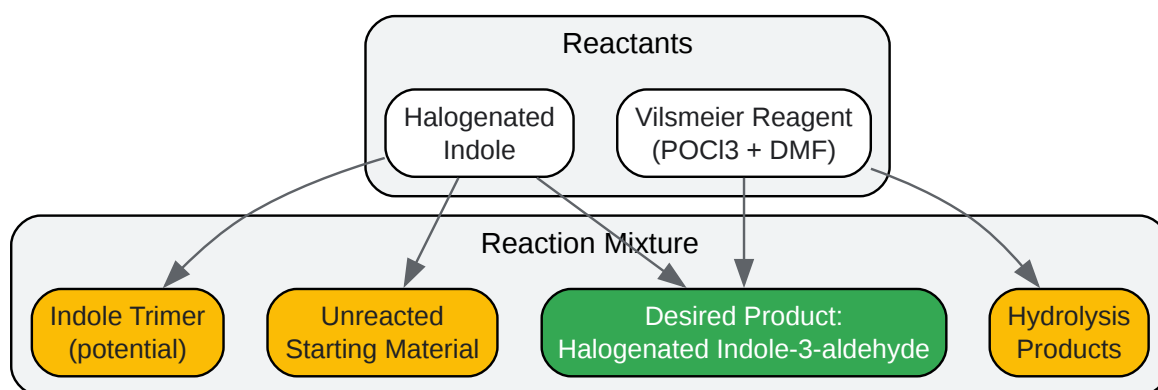 Reactants
Halogenated
Indole
Vilsmeier Reagent
(POCl3 + DMF)
Reaction Mixture
Indole Trimer
(potential)
Unreacted
Starting Material
Desired Product:
Halogenated Indole-3-aldehyde
Hydrolysis
Products